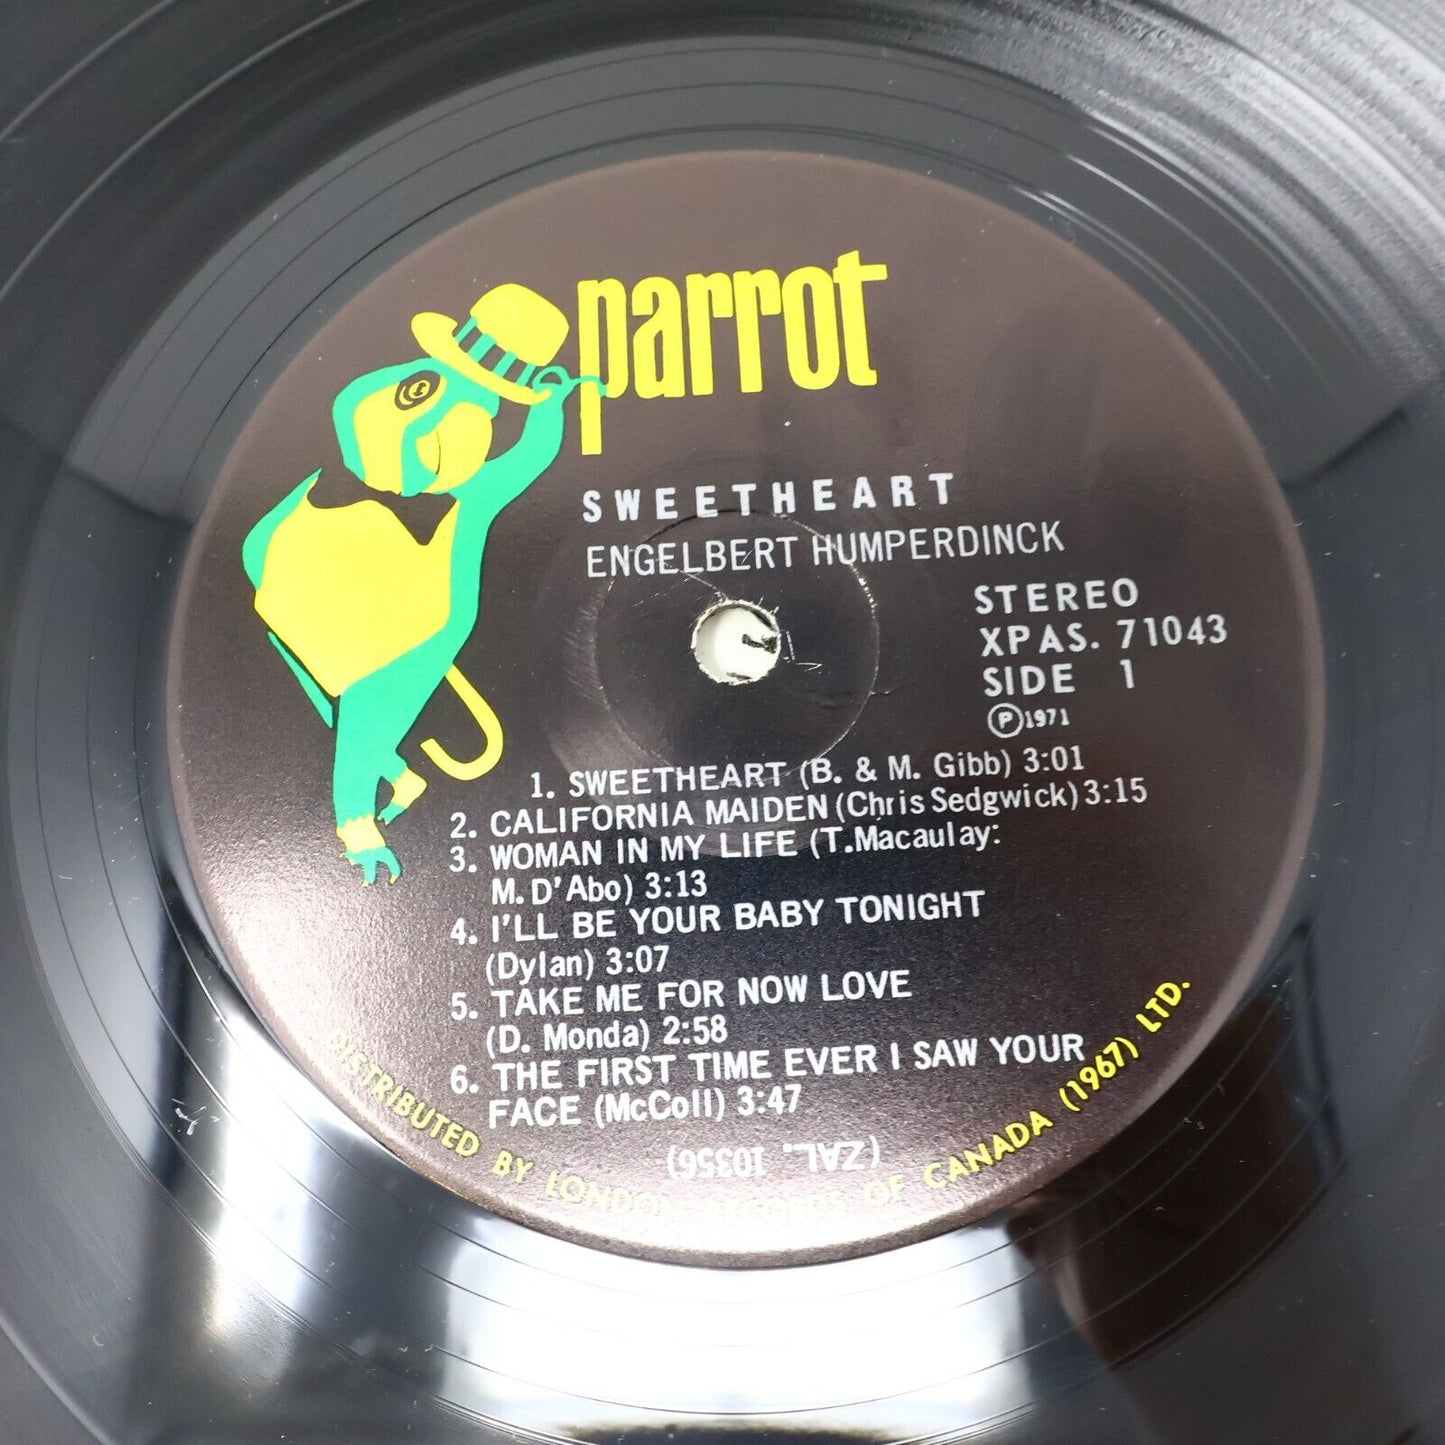 parrot
SWEETHEART
ENGELBERT HUMPERDINCK
STEREO
XPAS. 71043
SIDE 1
Ⓟ1971
1. SWEETHEART (B. & M. Gibb) 3:01
2. CALIFORNIA MAIDEN (Chris Sedgwick) 3:15
3. WOMAN IN MY LIFE (T.Macaulay:
M. D'Abo) 3:13
4. I'LL BE YOUR BABY TONIGHT
(Dylan) 3:07
5. TAKE ME FOR NOW LOVE
(D. Monda) 2:58
6. THE FIRST TIME EVER I SAW YOUR
FACE (McColl) 3:47
(ZAL. 10356)
DISTRIBUTED BY LONDON RECORDS OF CANADA (1967) LTD.